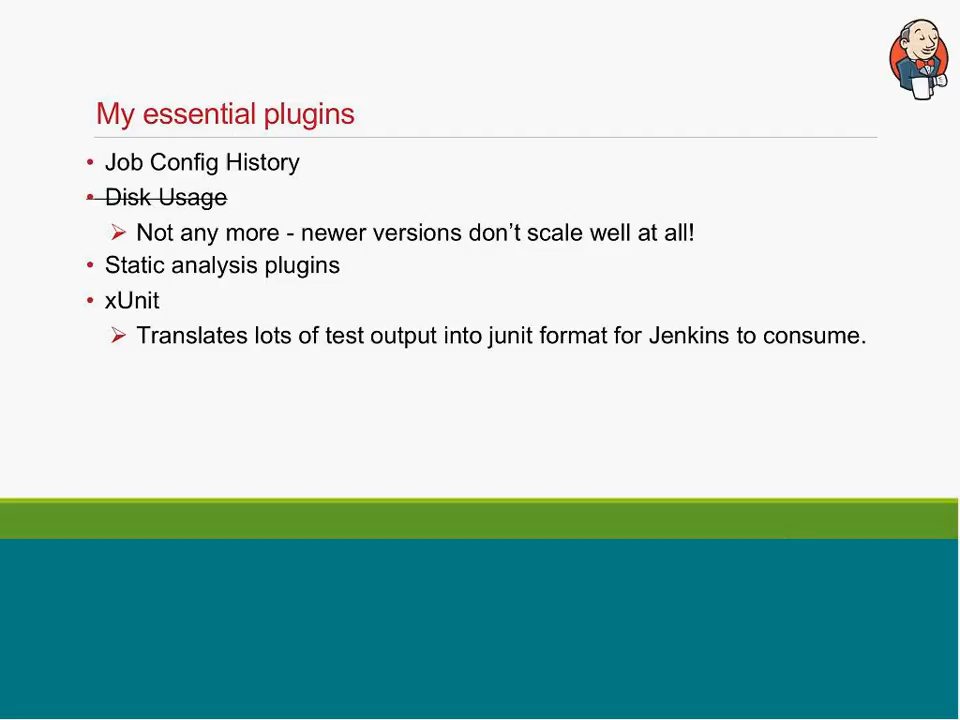 My essential plugins
• Job Config History
• Disk Usage
➢ Not any more - newer versions don’t scale well at all!
• Static analysis plugins
• xUnit
➢ Translates lots of test output into junit format for Jenkins to consume.